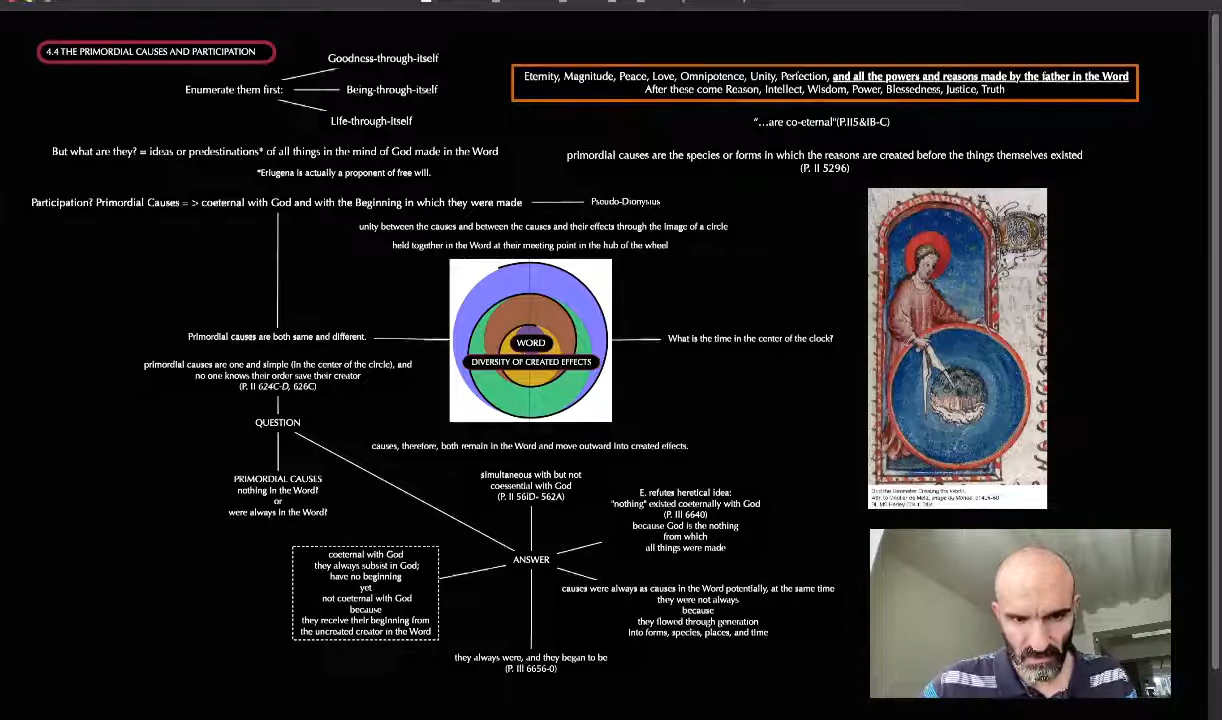 4.4 THE PRIMORDIAL CAUSES AND PARTICIPATION
Enumerate them first:
Goodness-through-itself
Being-through-itself
Life-through-itself
Eternity, Magnitude, Peace, Love, Omnipotence, Unity, Perfection, and all the powers and reasons made by the father in the Word
After these come Reason, Intellect, Wisdom, Power, Blessedness, Justice, Truth
"...are co-eternal"(P.II5&IB-C)
But what are they? = ideas or predestinations* of all things in the mind of God made in the Word
*Eriugena is actually a proponent of free will.
primordial causes are the species or forms in which the reasons are created before the things themselves existed
(P. II 5296)
Participation? Primordial Causes = > coeternal with God and with the Beginning in which they were made
Pseudo-Dionysius
unity between the causes and between the causes and their effects through the image of a circle
held together in the Word at their meeting point in the hub of the wheel
Primordial causes are both same and different.
WORD
DIVERSITY OF CREATED EFFECTS
What is the time in the center of the clock?
primordial causes are one and simple (in the center of the circle), and
no one knows their order save their creator
(P. II 624C-D, 626C)
QUESTION
PRIMORDIAL CAUSES
nothing in the Word?
or
were always in the Word?
causes, therefore, both remain in the Word and move outward into created effects.
simultaneous with but not
coessential with God
(P. II 56iD- 562A)
E. refutes heretical idea:
"nothing" existed coeternally with God
(P. III 6640)
because God is the nothing
from which
all things were made
ANSWER
coeternal with God
they always subsist in God;
have no beginning
yet
not coeternal with God
because
they receive their beginning from
the uncreated creator in the Word
causes were always as causes in the Word potentially, at the same time
they were not always
because
they flowed through generation
into forms, species, places, and time
they always were, and they began to be
(P. III 6656-0)
God the Geometer Creating the World.